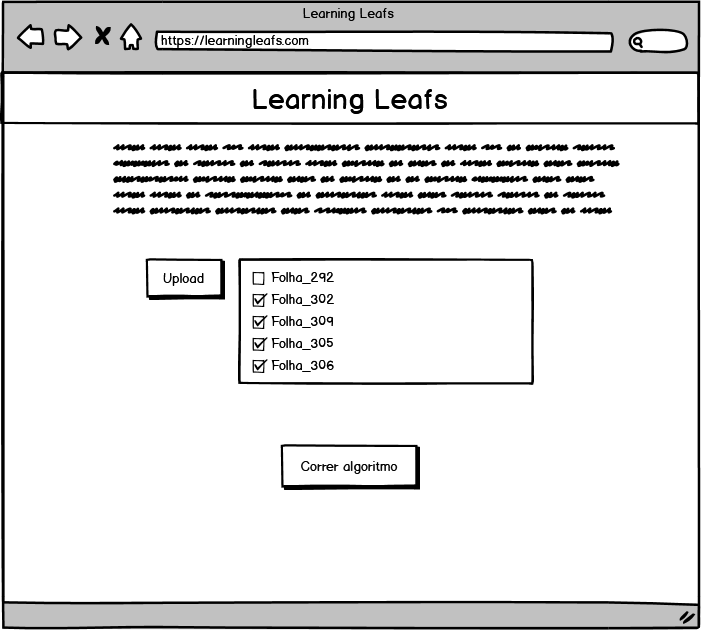 Learning Leafs
https://learningleafs.com
Learning Leafs
Upload
Folha_292
Folha_302
Folha_309
Folha_305
Folha_306
Correr algoritmo